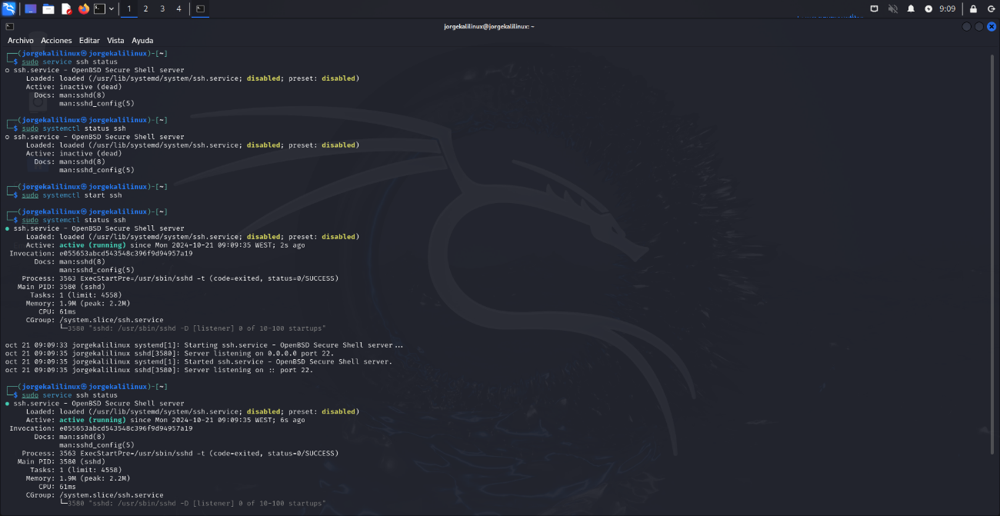 1 2 3 4
9:09
jorgekalilinux@jorgekalilinux: ~
Archivo Acciones Editar Vista Ayuda
┌──(jorgekalilinux㉿jorgekalilinux)-[~]
└─$ sudo service ssh status
○ ssh.service - OpenBSD Secure Shell server
Loaded: loaded (/usr/lib/systemd/system/ssh.service; disabled; preset: disabled)
Active: inactive (dead)
Docs: man:sshd(8)
man:sshd_config(5)
┌──(jorgekalilinux㉿jorgekalilinux)-[~]
└─$ sudo systemctl status ssh
○ ssh.service - OpenBSD Secure Shell server
Loaded: loaded (/usr/lib/systemd/system/ssh.service; disabled; preset: disabled)
Active: inactive (dead)
Docs: man:sshd(8)
man:sshd_config(5)
┌──(jorgekalilinux㉿jorgekalilinux)-[~]
└─$ sudo systemctl start ssh
┌──(jorgekalilinux㉿jorgekalilinux)-[~]
└─$ sudo systemctl status ssh
● ssh.service - OpenBSD Secure Shell server
Loaded: loaded (/usr/lib/systemd/system/ssh.service; disabled; preset: disabled)
Active: active (running) since Mon 2024-10-21 09:09:35 WEST; 2s ago
Invocation: e055653abcd543548c396f9d94957a19
Docs: man:sshd(8)
man:sshd_config(5)
Process: 3563 ExecStartPre=/usr/sbin/sshd -t (code=exited, status=0/SUCCESS)
Main PID: 3580 (sshd)
Tasks: 1 (limit: 4558)
Memory: 1.9M (peak: 2.2M)
CPU: 61ms
CGroup: /system.slice/ssh.service
└─3580 "sshd: /usr/sbin/sshd -D [listener] 0 of 10-100 startups"
oct 21 09:09:33 jorgekalilinux systemd[1]: Starting ssh.service - OpenBSD Secure Shell server...
oct 21 09:09:35 jorgekalilinux sshd[3580]: Server listening on 0.0.0.0 port 22.
oct 21 09:09:35 jorgekalilinux systemd[1]: Started ssh.service - OpenBSD Secure Shell server.
oct 21 09:09:35 jorgekalilinux sshd[3580]: Server listening on :: port 22.
┌──(jorgekalilinux㉿jorgekalilinux)-[~]
└─$ sudo service ssh status
● ssh.service - OpenBSD Secure Shell server
Loaded: loaded (/usr/lib/systemd/system/ssh.service; disabled; preset: disabled)
Active: active (running) since Mon 2024-10-21 09:09:35 WEST; 6s ago
Invocation: e055653abcd543548c396f9d94957a19
Docs: man:sshd(8)
man:sshd_config(5)
Process: 3563 ExecStartPre=/usr/sbin/sshd -t (code=exited, status=0/SUCCESS)
Main PID: 3580 (sshd)
Tasks: 1 (limit: 4558)
Memory: 1.9M (peak: 2.2M)
CPU: 61ms
CGroup: /system.slice/ssh.service
└─3580 "sshd: /usr/sbin/sshd -D [listener] 0 of 10-100 startups"